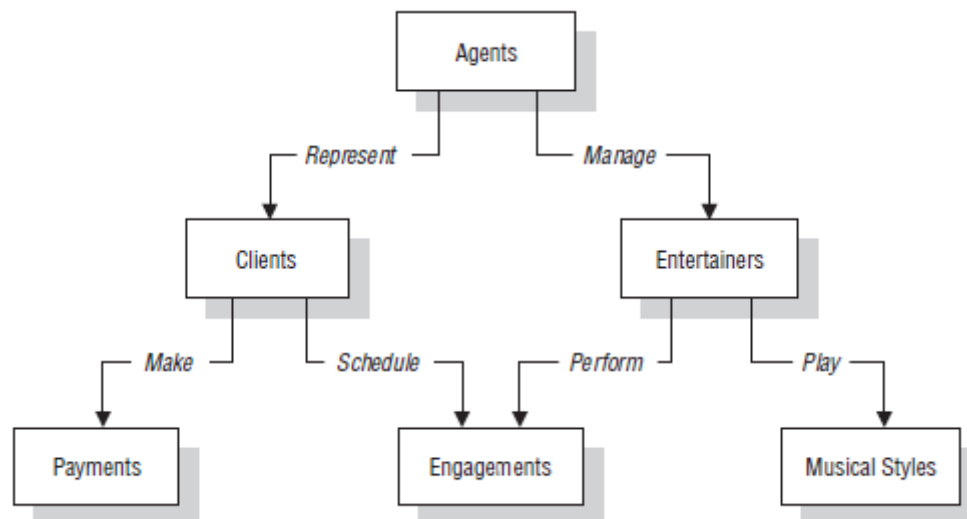 Agents
Represent
Manage
Clients
Entertainers
Make
Schedule
Perform
Play
Payments
Engagements
Musical Styles